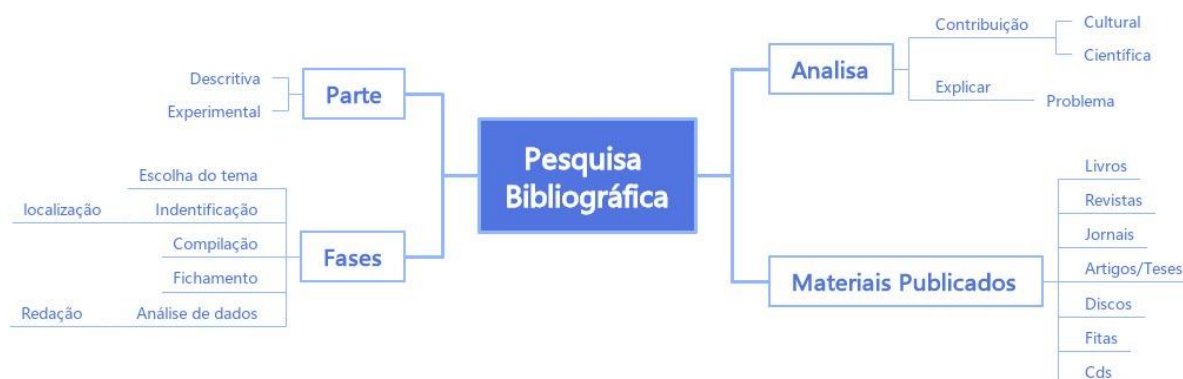 Pesquisa
Bibliográfica
Parte
Descritiva
Experimental
Fases
Escolha do tema
Indentificação
localização
Compilação
Fichamento
Análise de dados
Redação
Analisa
Contribuição
Cultural
Científica
Explicar
Problema
Materiais Publicados
Livros
Revistas
Jornais
Artigos/Teses
Discos
Fitas
Cds